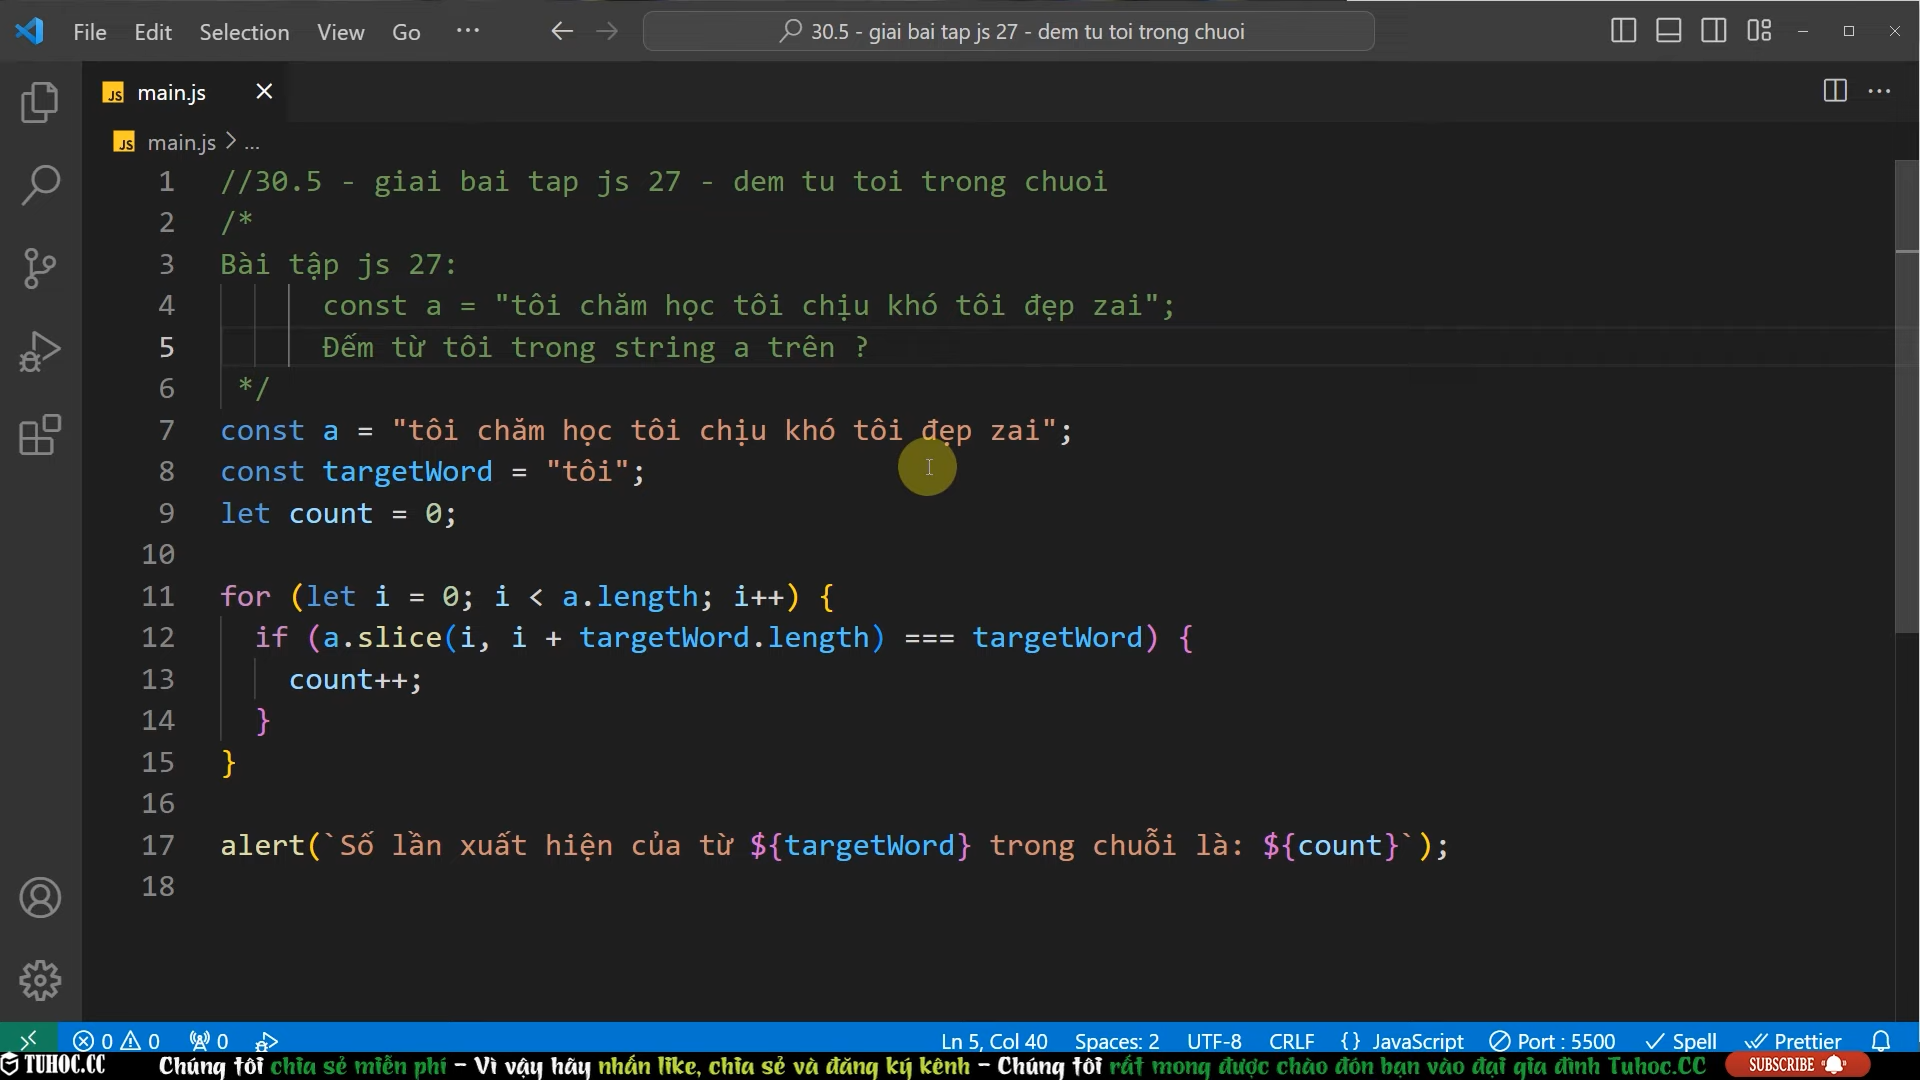 File Edit Selection View Go ... 30.5 - giai bai tap js 27 - dem tu toi trong chuoi
JS main.js
JS main.js > ...
1 //30.5 - giai bai tap js 27 - dem tu toi trong chuoi
2 /*
3 Bài tập js 27:
4 const a = "tôi chăm học tôi chịu khó tôi đẹp zai";
5 Đếm từ tôi trong string a trên ?
6 */
7 const a = "tôi chăm học tôi chịu khó tôi đẹp zai";
8 const targetWord = "tôi";
9 let count = 0;
10
11 for (let i = 0; i < a.length; i++) {
12 if (a.slice(i, i + targetWord.length) === targetWord) {
13 count++;
14 }
15 }
16
17 alert(`Số lần xuất hiện của từ ${targetWord} trong chuỗi là: ${count}`);
18
0 0 0 Ln 5, Col 40 Spaces: 2 UTF-8 CRLF {} JavaScript Port : 5500 Spell Prettier
TUHOC.CC Chúng tôi chia sẻ miễn phí - Vì vậy hãy nhấn like, chia sẻ và đăng ký kênh - Chúng tôi rất mong được chào đón bạn vào đại gia đình Tuhoc.CC SUBSCRIBE